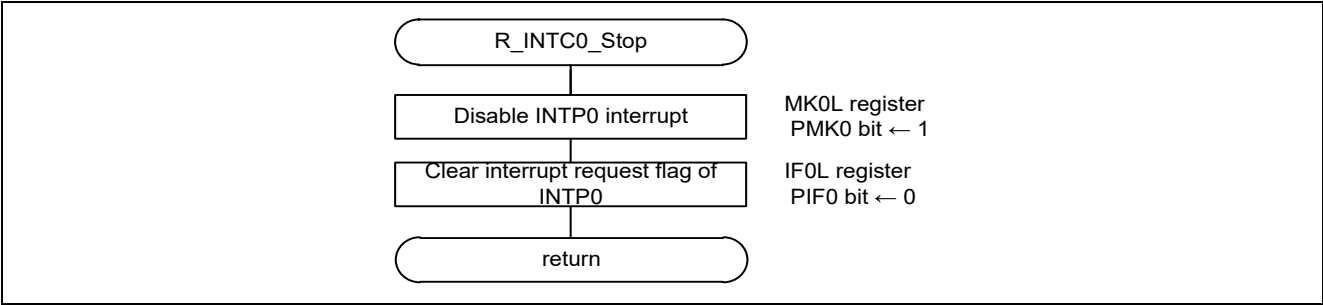 R_INTC0_Stop
Disable INTP0 interrupt
MK0L register
PMK0 bit ← 1
Clear interrupt request flag of
INTP0
IF0L register
PIF0 bit ← 0
return